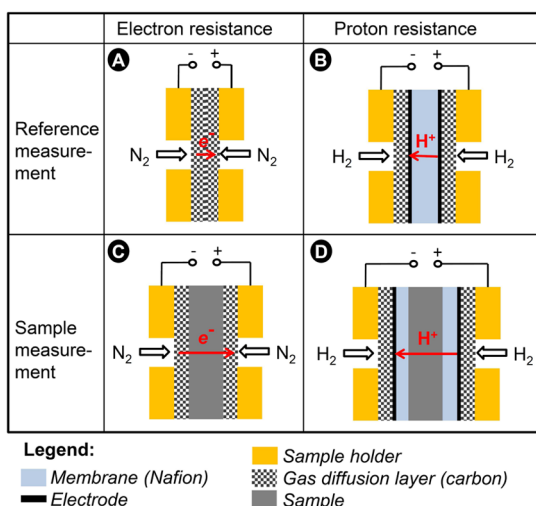 Electron resistance
Proton resistance
Reference
measure-
ment
A
- +
N₂
e⁻
N₂
B
- +
H₂
H⁺
H₂
Sample
measure-
ment
C
- +
N₂
e⁻
N₂
D
- +
H₂
H⁺
H₂
Legend:
Membrane (Nafion)
Electrode
Sample holder
Gas diffusion layer (carbon)
Sample